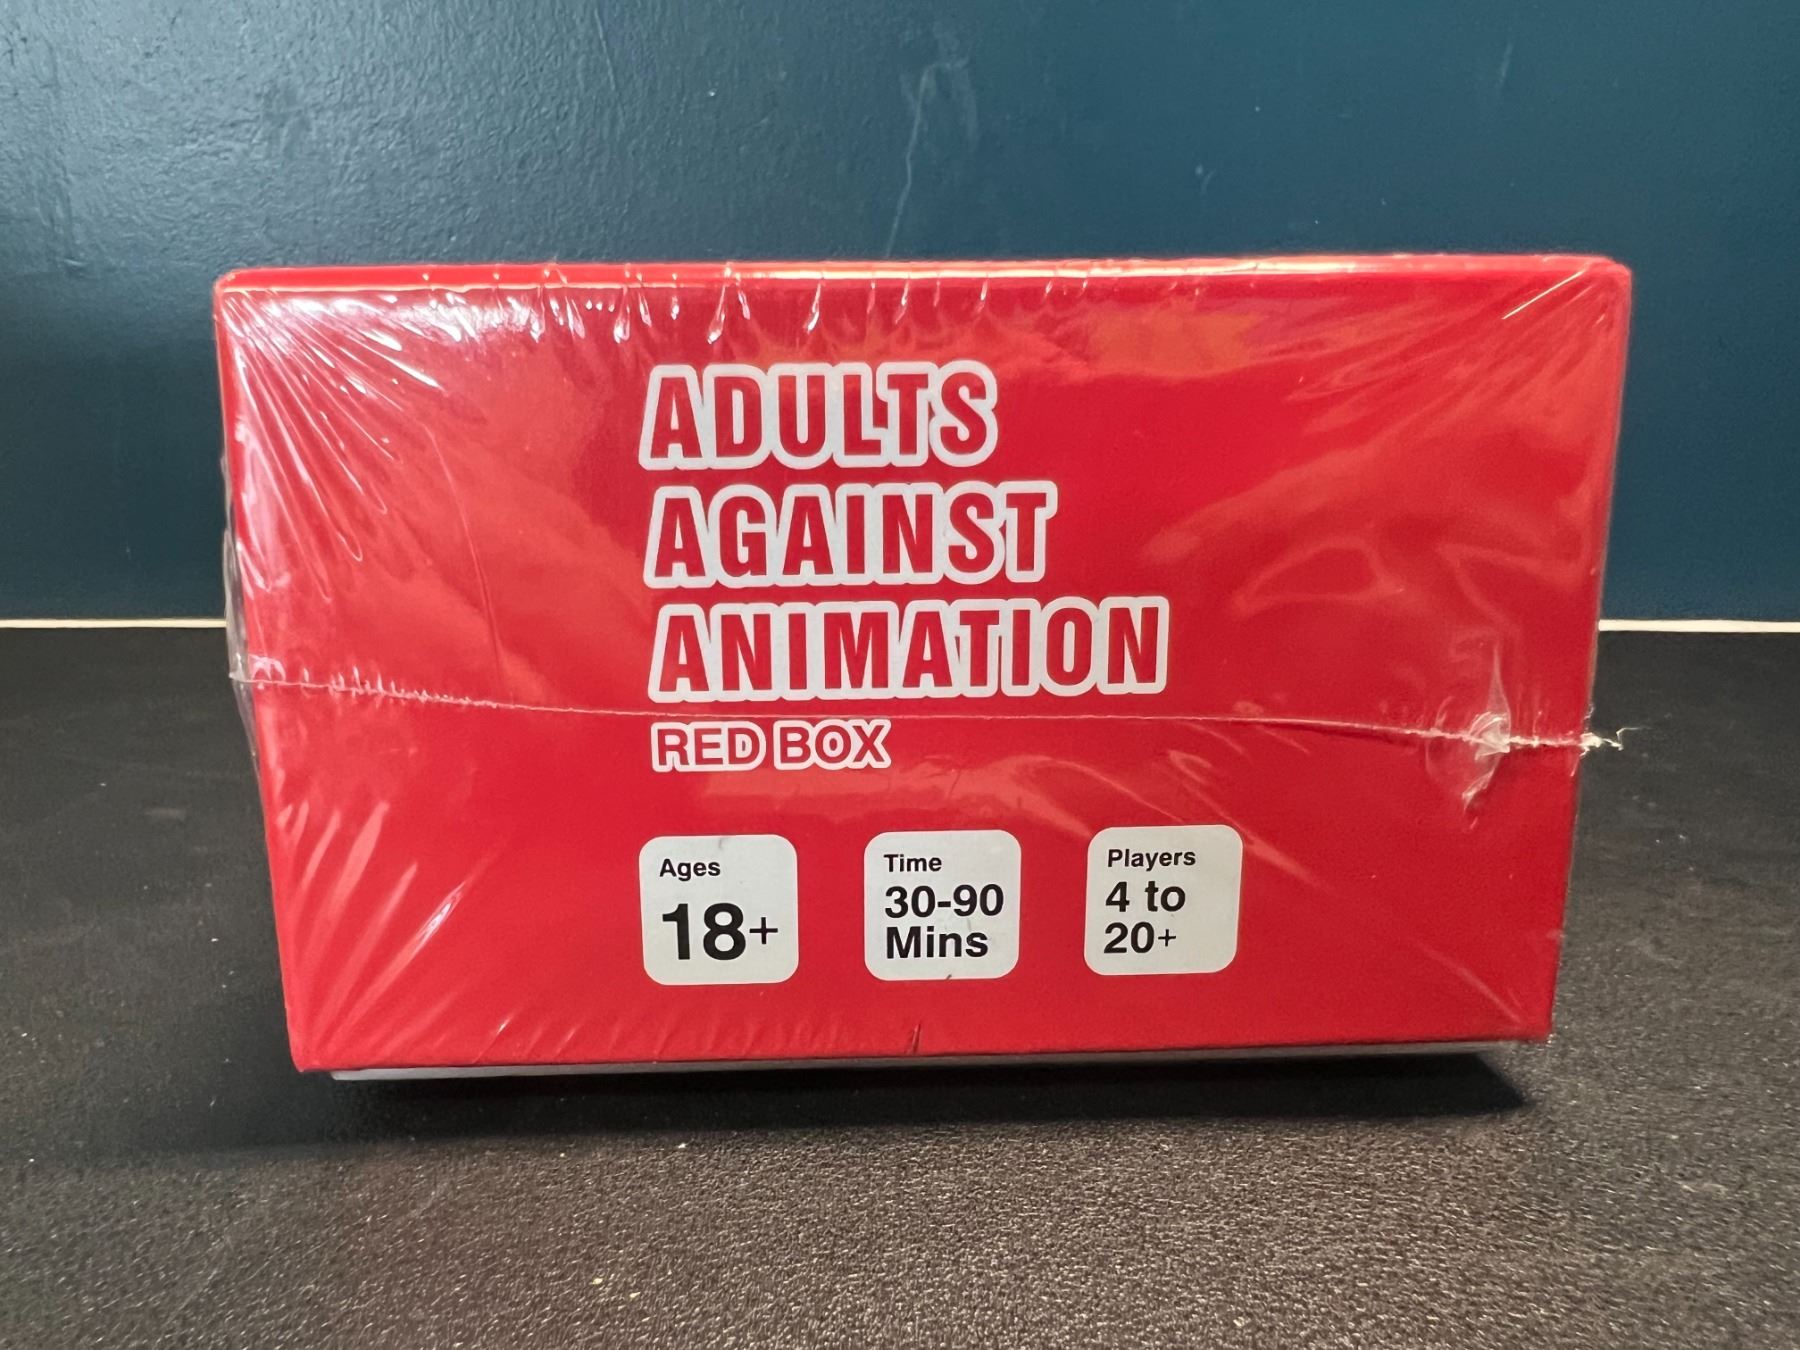 ADULTS
AGAINST
ANIMATION
RED BOX
Ages
18+
Time
30-90
Mins
Players
4 to
20+